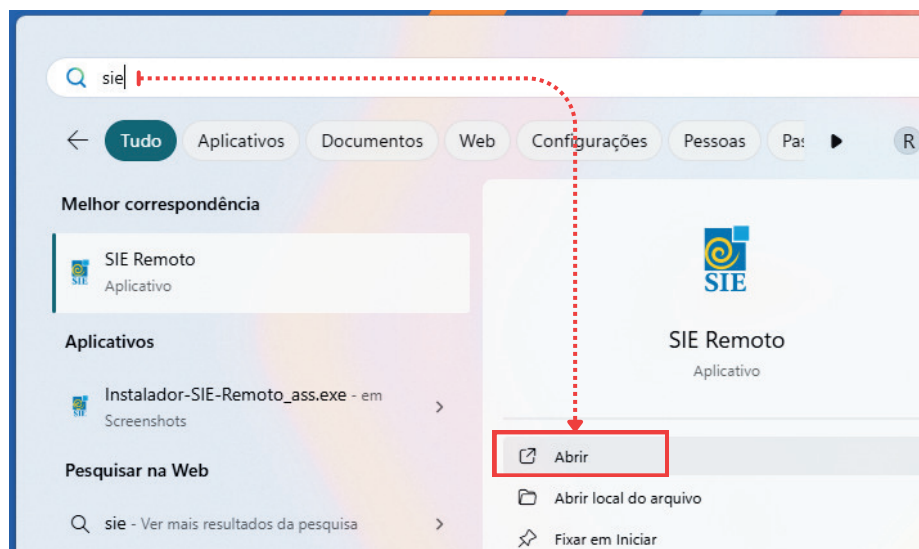 sie
Tudo
Aplicativos
Documentos
Web
Configurações
Pessoas
Pas
R
Melhor correspondência
SIE Remoto
Aplicativo
Aplicativos
Instalador-SIE-Remoto_ass.exe - em
Screenshots
Pesquisar na Web
sie - Ver mais resultados da pesquisa
SIE
SIE Remoto
Aplicativo
Abrir
Abrir local do arquivo
Fixar em Iniciar